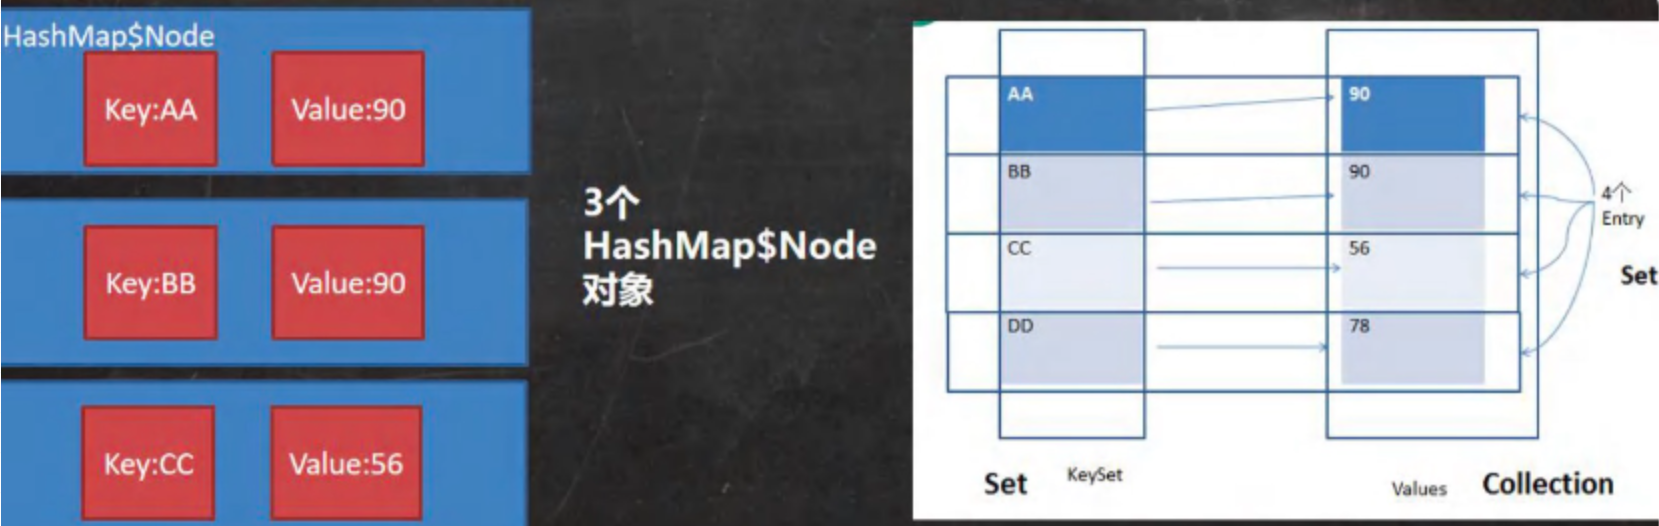 HashMap$Node
Key:AA
Value:90
Key:BB
Value:90
Key:CC
Value:56
3个
HashMap$Node
对象
AA
90
BB
90
CC
56
DD
78
4个
Entry
Set
Set
KeySet
Values
Collection